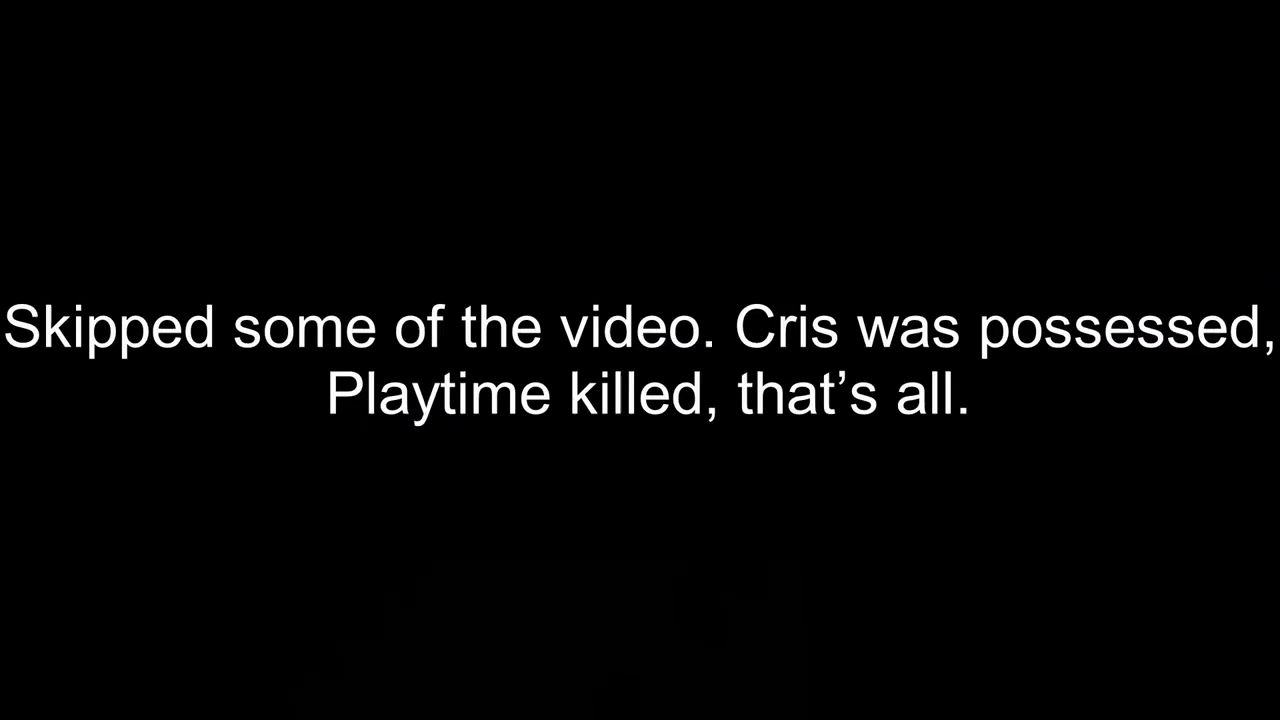 Skipped some of the video. Cris was possessed,
Playtime killed, that’s all.